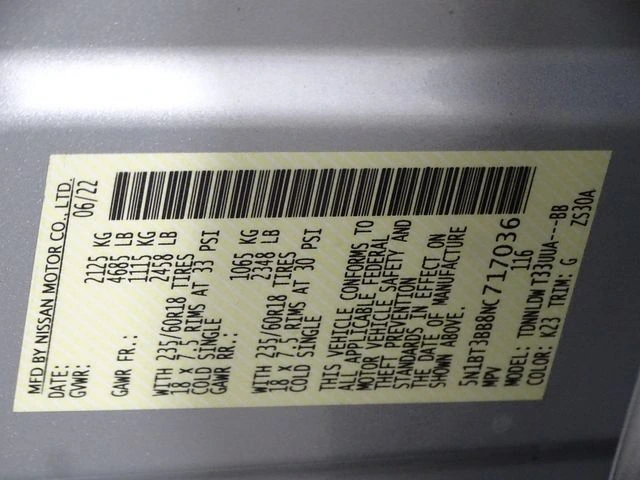 MFD BY NISSAN MOTOR CO., LTD.
DATE: 06/22
GVWR: 2125 KG
4685 LB
GAWR FR.: 1115 KG
2458 LB
WITH 235/60R18 TIRES
18 X 7.5 RIMS AT 33 PSI
COLD SINGLE
GAWR RR.: 1065 KG
2348 LB
WITH 235/60R18 TIRES
18 X 7.5 RIMS AT 30 PSI
COLD SINGLE
THIS VEHICLE CONFORMS TO
ALL APPLICABLE FEDERAL
MOTOR VEHICLE SAFETY AND
THEFT PREVENTION
STANDARDS IN EFFECT ON
THE DATE OF MANUFACTURE
SHOWN ABOVE.
5N1BT3BB8NC717036
MPV 116
MODEL: TDNNLDWT33UUA---BB
COLOR: K23 TRIM: G ZS30A